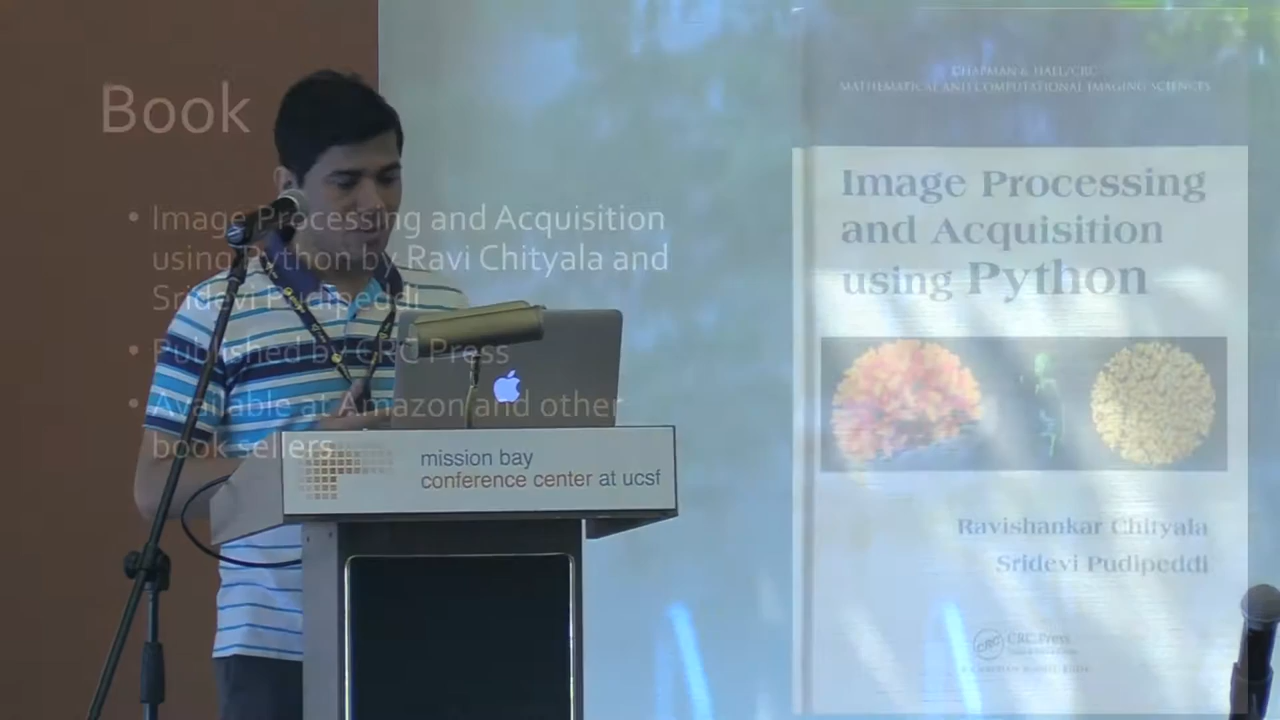 Book
• Image Processing and Acquisition
using Python by Ravi Chityala and
Sridevi Pudipeddi
• Published by CRC Press
• Available at Amazon and other
book sellers
mission bay
conference center at ucsf
CHAPMAN & HALL/CRC
MATHEMATICAL AND COMPUTATIONAL IMAGING SCIENCES
Image Processing
and Acquisition
using Python
Ravishankar Chityala
Sridevi Pudipeddi
CRC CRC Press